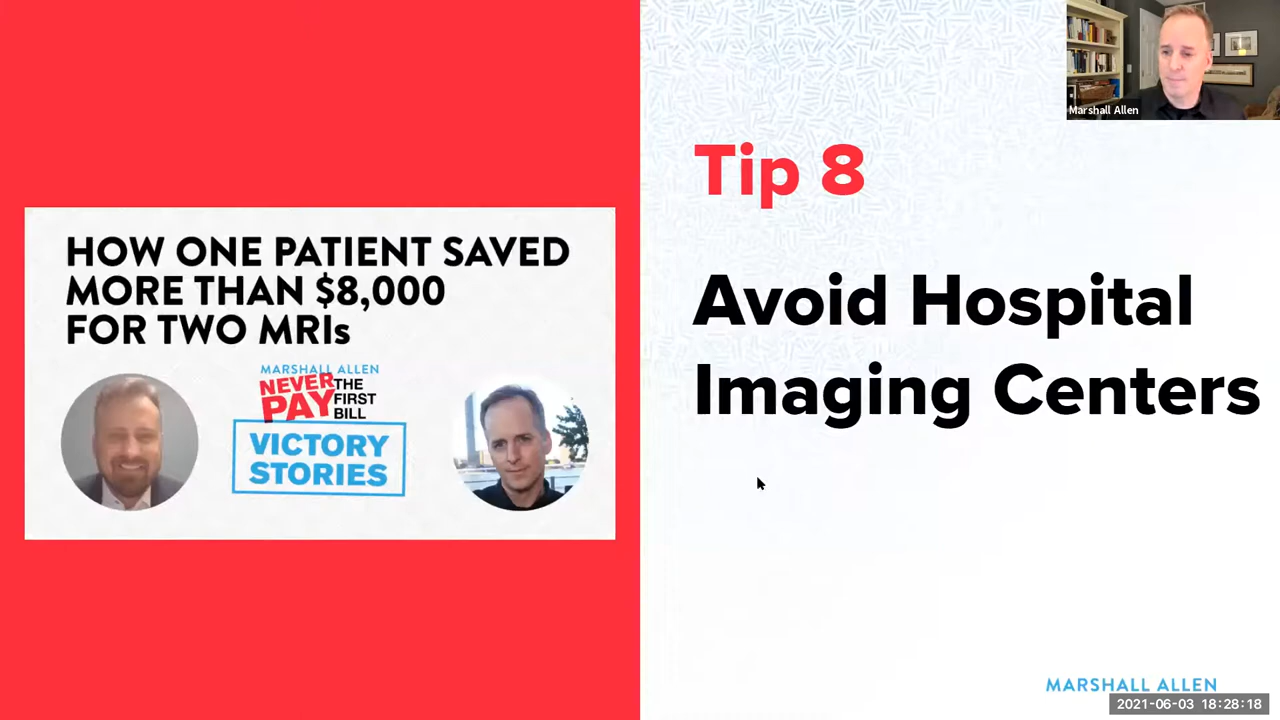 HOW ONE PATIENT SAVED
MORE THAN $8,000
FOR TWO MRIs
MARSHALL ALLEN
NEVER
PAY
THE
FIRST
BILL
VICTORY
STORIES
Marshall Allen
Tip 8
Avoid Hospital
Imaging Centers
MARSHALL ALLEN
2021-06-03 18:28:18